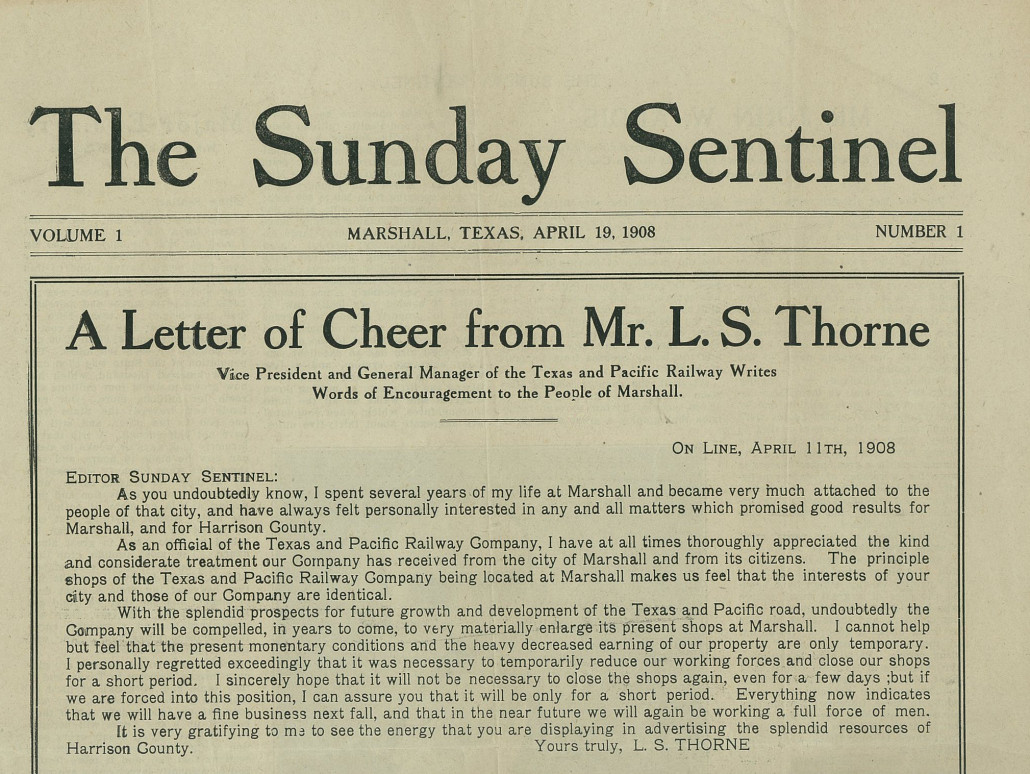 The Sunday Sentinel
VOLUME 1 MARSHALL, TEXAS, APRIL 19, 1908 NUMBER 1
A Letter of Cheer from Mr. L. S. Thorne
Vice President and General Manager of the Texas and Pacific Railway Writes
Words of Encouragement to the People of Marshall.
ON LINE, APRIL 11TH, 1908
EDITOR SUNDAY SENTINEL:
As you undoubtedly know, I spent several years of my life at Marshall and became very much attached to the
people of that city, and have always felt personally interested in any and all matters which promised good results for
Marshall, and for Harrison County.
As an official of the Texas and Pacific Railway Company, I have at all times thoroughly appreciated the kind
and considerate treatment our Company has received from the city of Marshall and from its citizens. The principle
shops of the Texas and Pacific Railway Company being located at Marshall makes us feel that the interests of your
city and those of our Company are identical.
With the splendid prospects for future growth and development of the Texas and Pacific road, undoubtedly the
Company will be compelled, in years to come, to very materially enlarge its present shops at Marshall. I cannot help
but feel that the present monentary conditions and the heavy decreased earning of our property are only temporary.
I personally regretted exceedingly that it was necessary to temporarily reduce our working forces and close our shops
for a short period. I sincerely hope that it will not be necessary to close the shops again, even for a few days ;but if
we are forced into this position, I can assure you that it will be only for a short period. Everything now indicates
that we will have a fine business next fall, and that in the near future we will again be working a full force of men.
It is very gratifying to me to see the energy that you are displaying in advertising the splendid resources of
Harrison County. Yours truly, L. S. THORNE